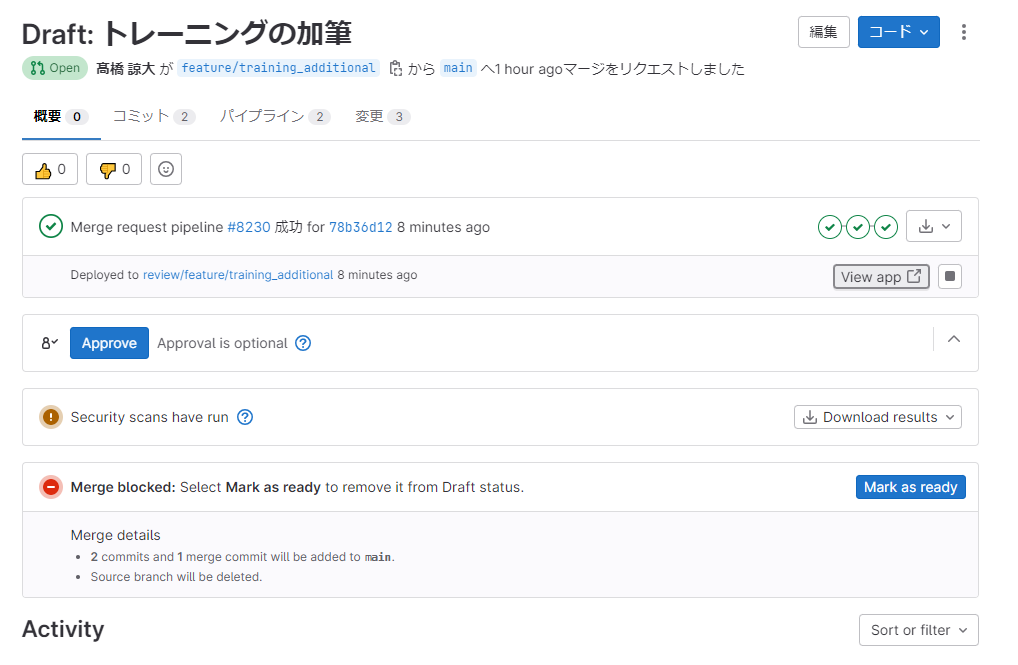 Draft: トレーニングの加筆
編集
コード
Open 髙橋 諒大 が feature/training_additional から main へ1 hour agoマージをリクエストしました
概要 0 コミット 2 パイプライン 2 変更 3
0 0
Merge request pipeline #8230 成功 for 78b36d12 8 minutes ago
Deployed to review/feature/training_additional 8 minutes ago
View app
Approve Approval is optional
Security scans have run
Download results
Merge blocked: Select Mark as ready to remove it from Draft status.
Mark as ready
Merge details
2 commits and 1 merge commit will be added to main.
Source branch will be deleted.
Activity
Sort or filter